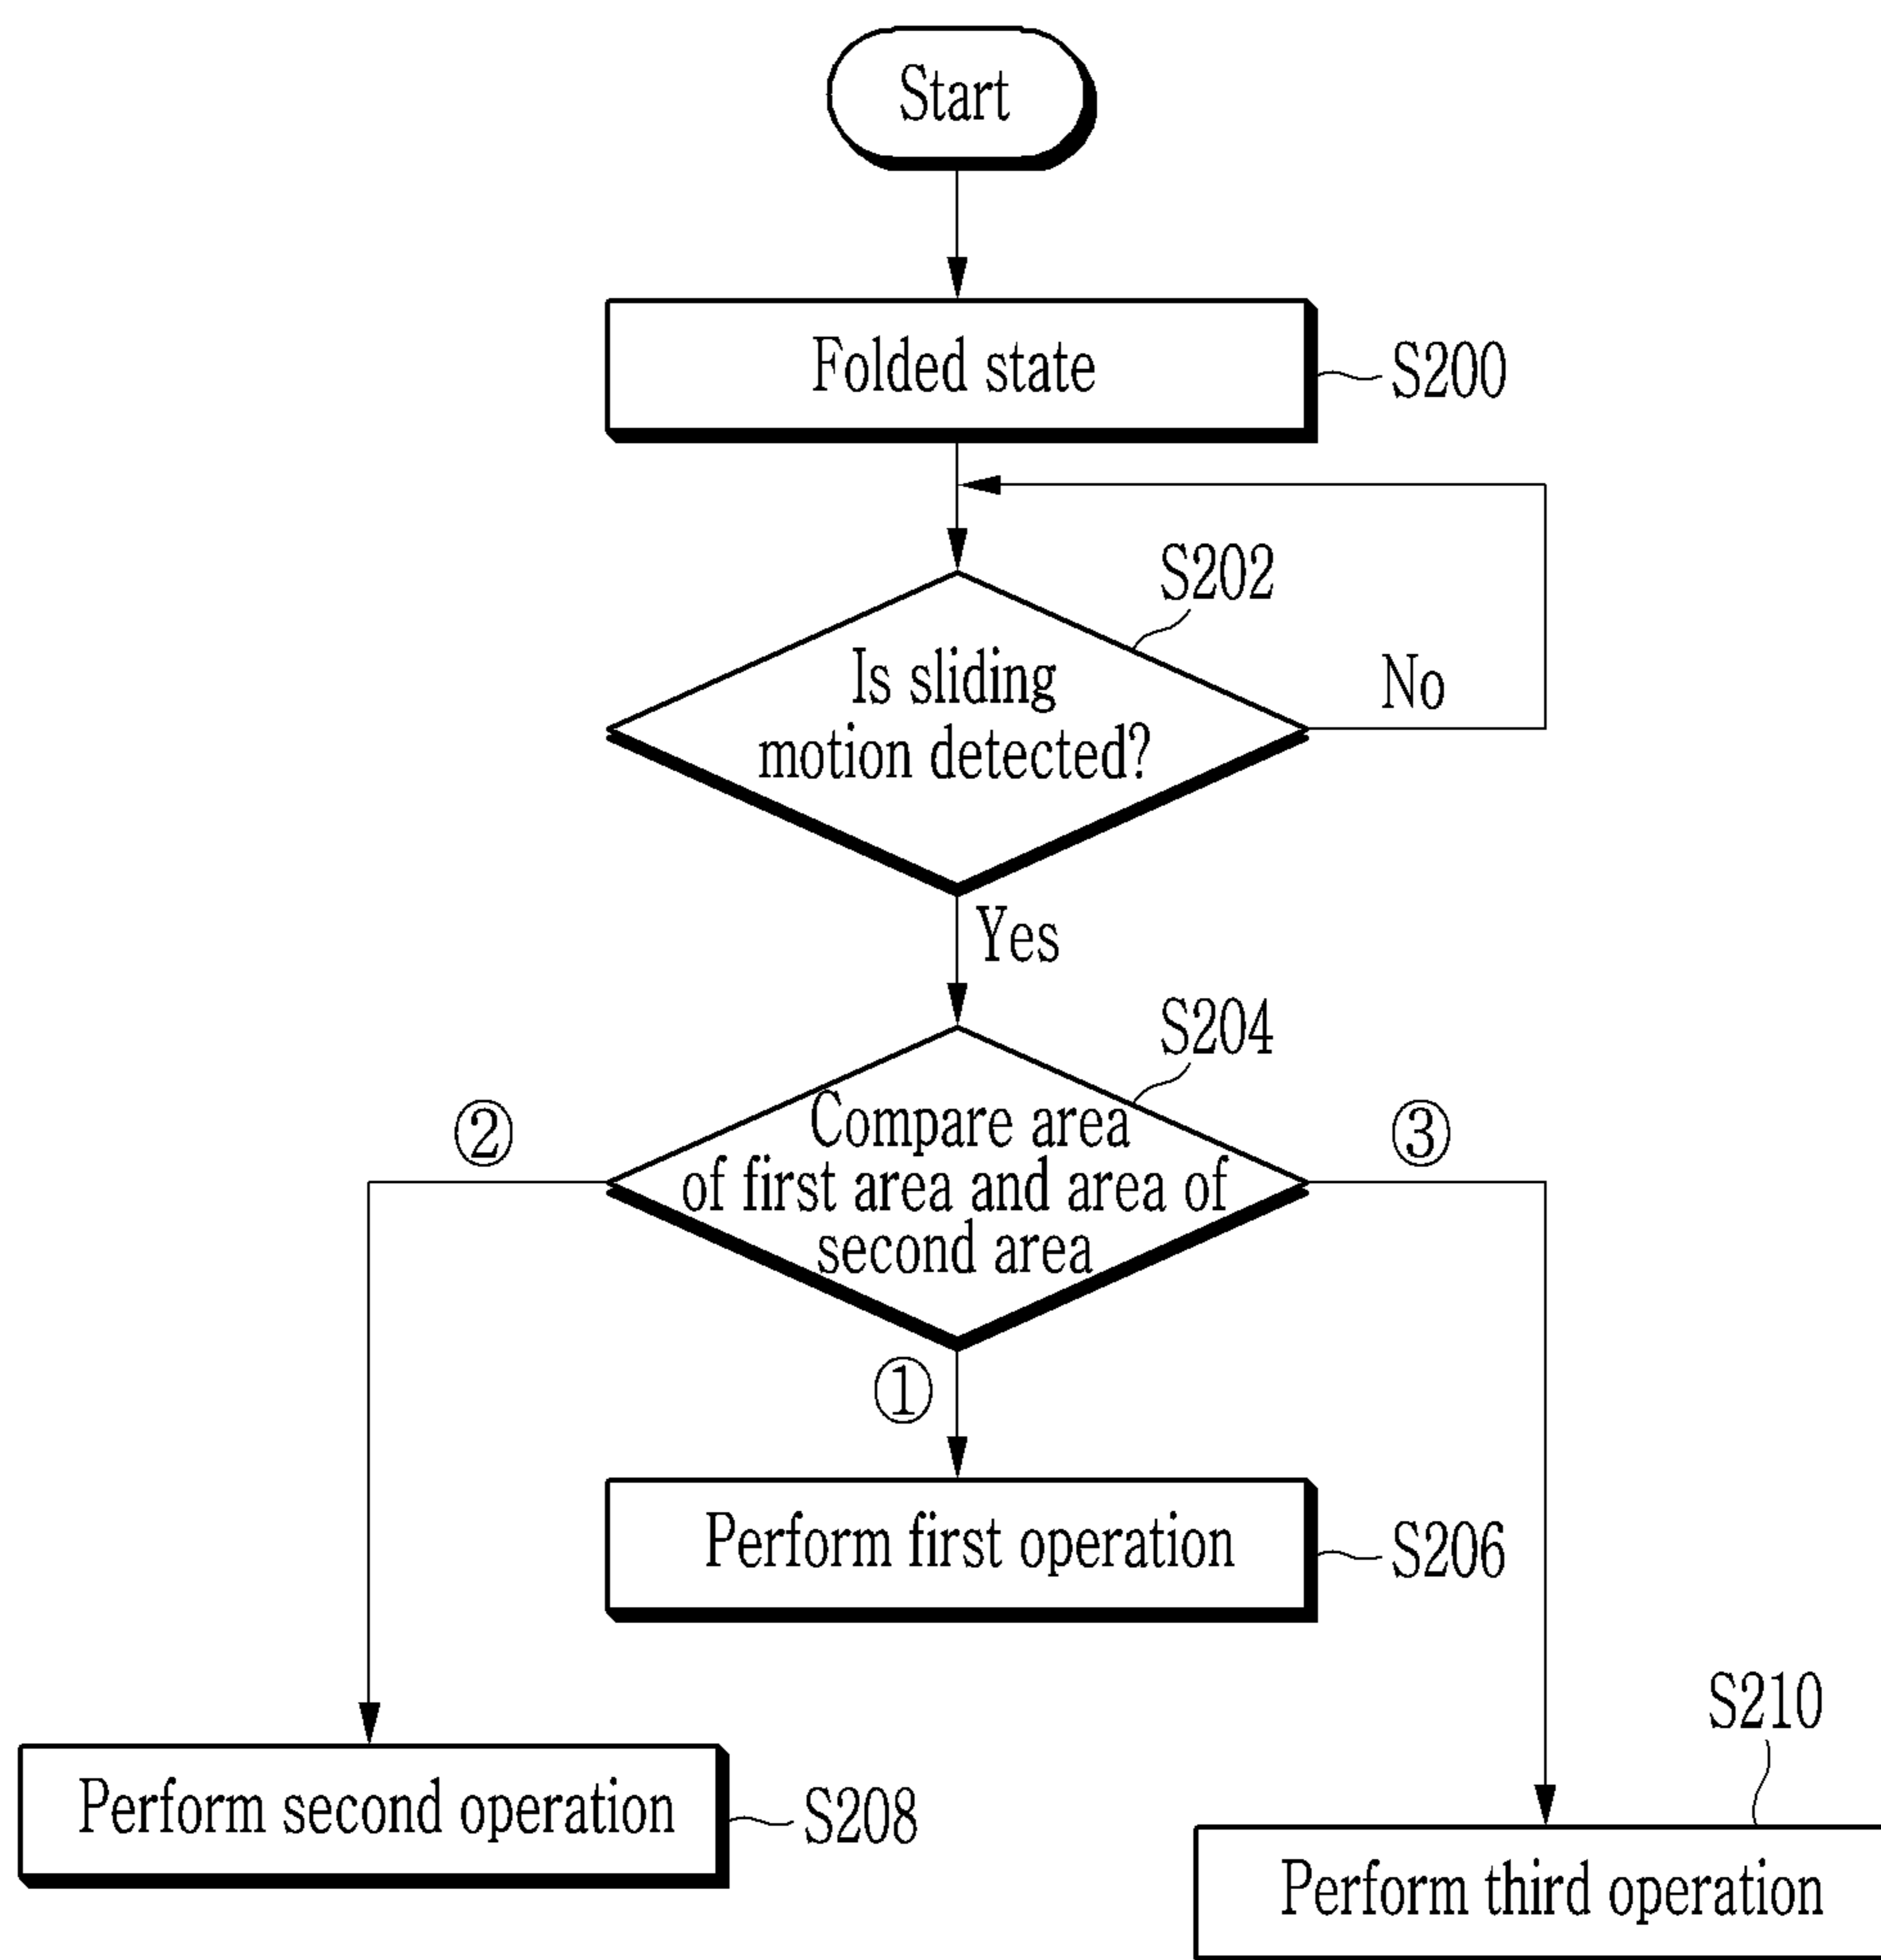 Start
Folded state
S200
S202
Is sliding
motion detected?
No
Yes
S204
Compare area
of first area and area of
second area
②
③
①
Perform first operation
S206
S210
Perform second operation
S208
Perform third operation